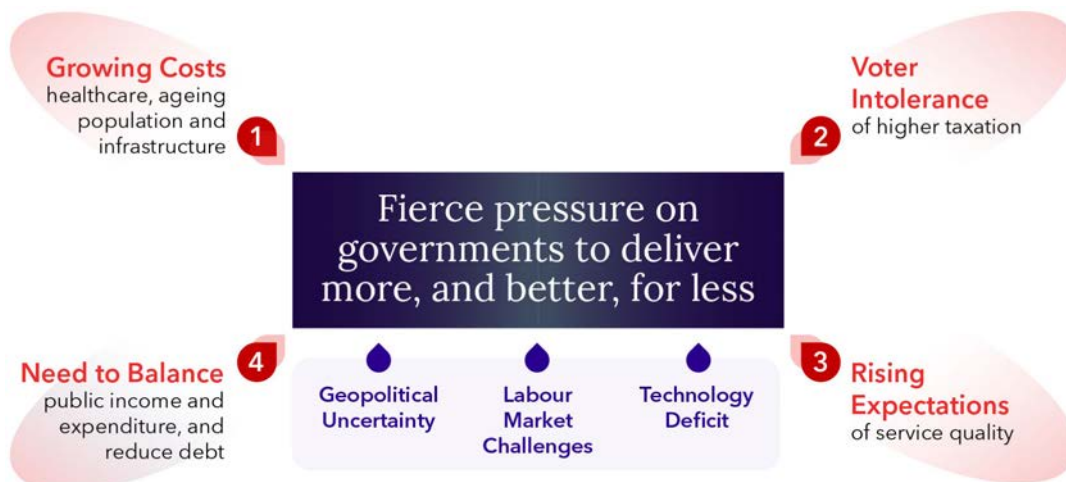 Growing Costs
healthcare, ageing
population and
infrastructure
1
Voter
Intolerance
of higher taxation
2
Fierce pressure on
governments to deliver
more, and better, for less
4
Need to Balance
public income and
expenditure, and
reduce debt
Geopolitical
Uncertainty
Labour
Market
Challenges
Technology
Deficit
3
Rising
Expectations
of service quality